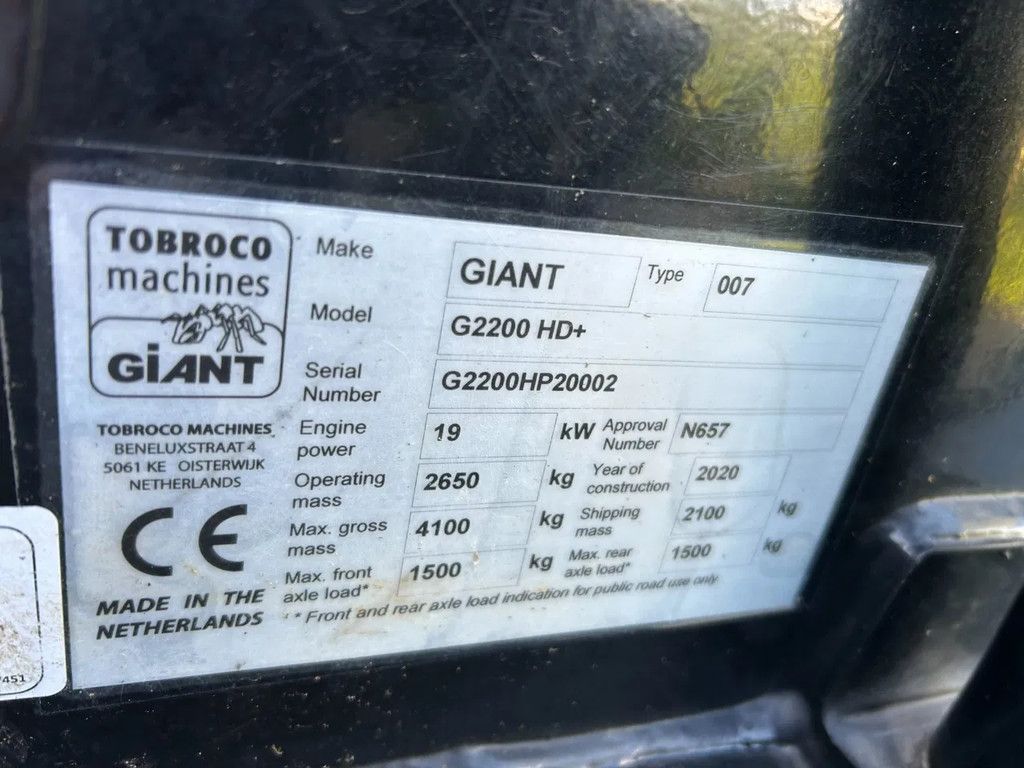 TOBROCO
machines
GiANT
TOBROCO MACHINES
BENELUXSTRAAT 4
5061 KE OISTERWIJK
NETHERLANDS
CE
MADE IN THE
NETHERLANDS
Make GIANT Type 007
Model G2200 HD+
Serial Number G2200HP20002
Engine power 19 kW Approval Number N657
Operating mass 2650 kg Year of construction 2020
Max. gross mass 4100 kg Shipping mass 2100 kg
Max. front axle load* 1500 kg Max. rear axle load* 1500 kg
* Front and rear axle load indication for public road use only